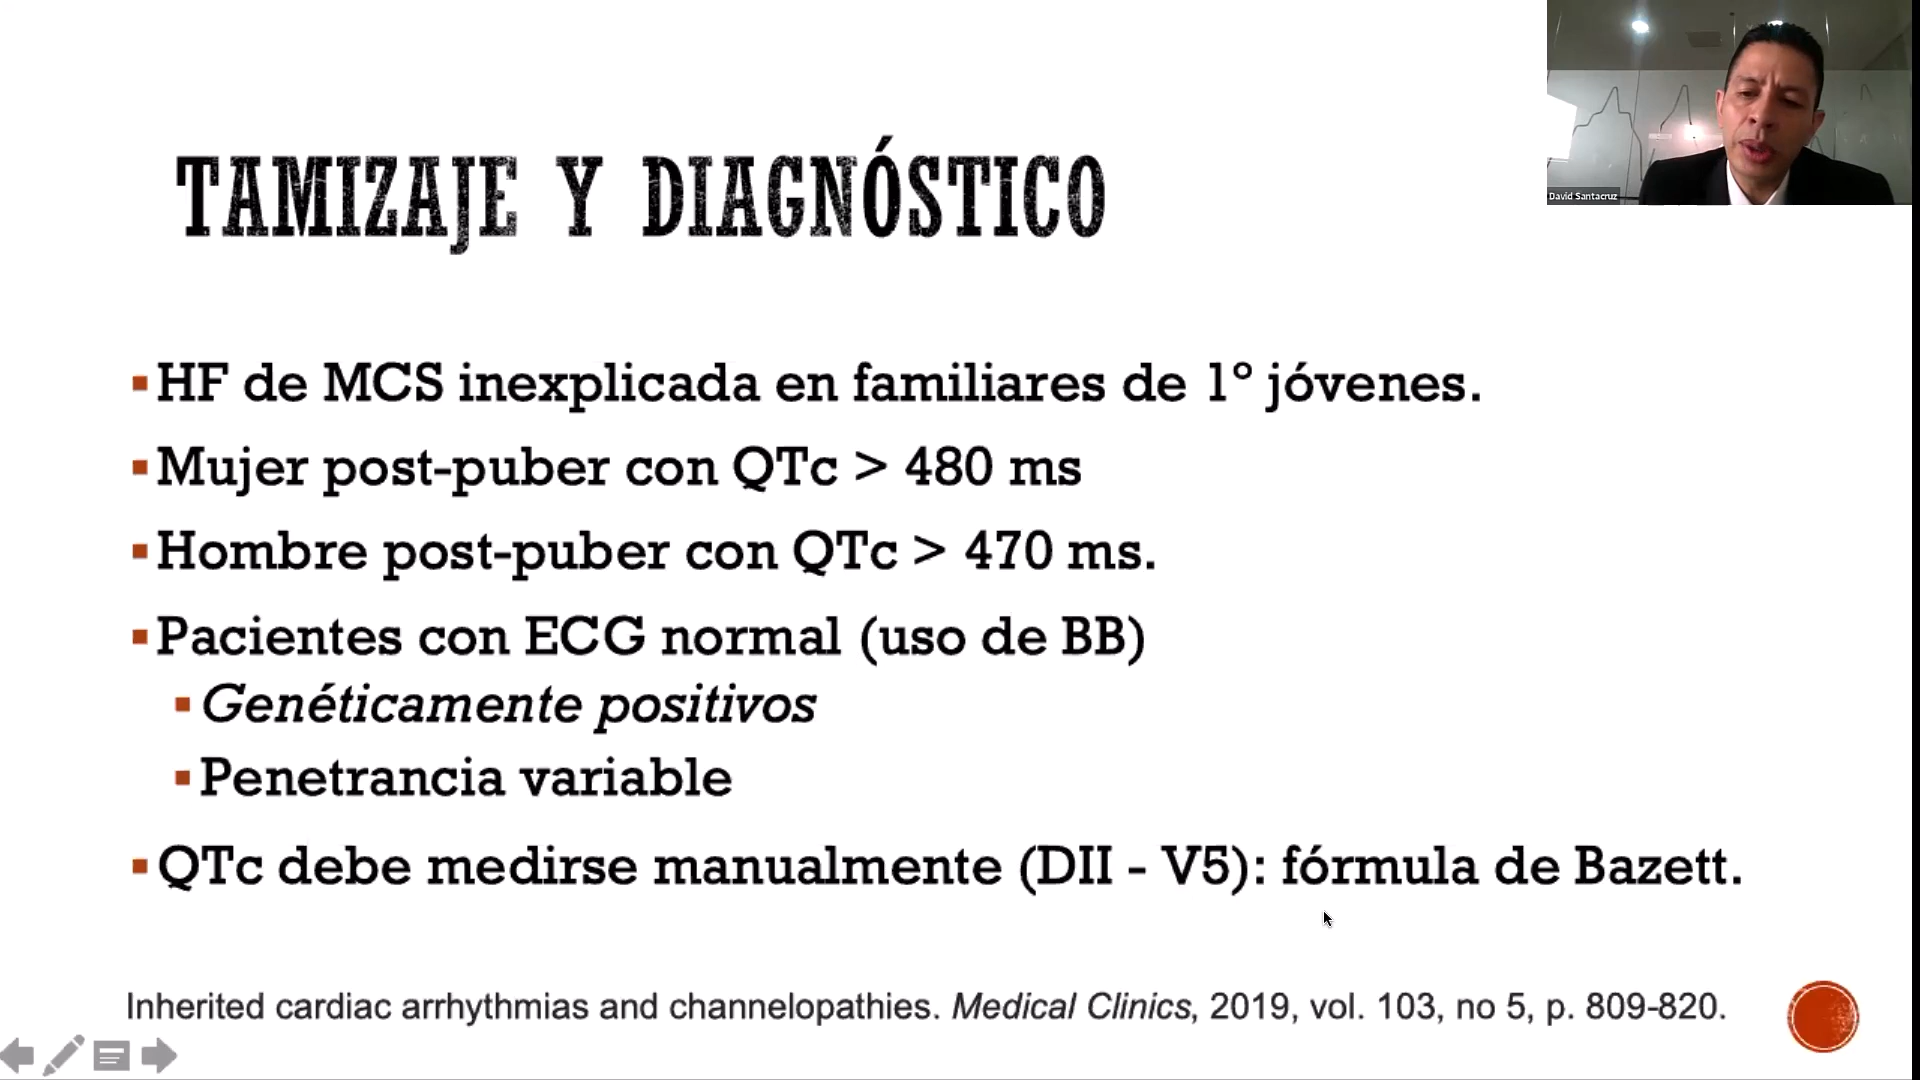 David Santacruz
TAMIZAJE Y DIAGNÓSTICO
HF de MCS inexplicada en familiares de 1º jóvenes.
Mujer post-puber con QTc > 480 ms
Hombre post-puber con QTc > 470 ms.
Pacientes con ECG normal (uso de BB)
Genéticamente positivos
Penetrancia variable
QTc debe medirse manualmente (DII - V5): fórmula de Bazett.
Inherited cardiac arrhythmias and channelopathies. Medical Clinics, 2019, vol. 103, no 5, p. 809-820.